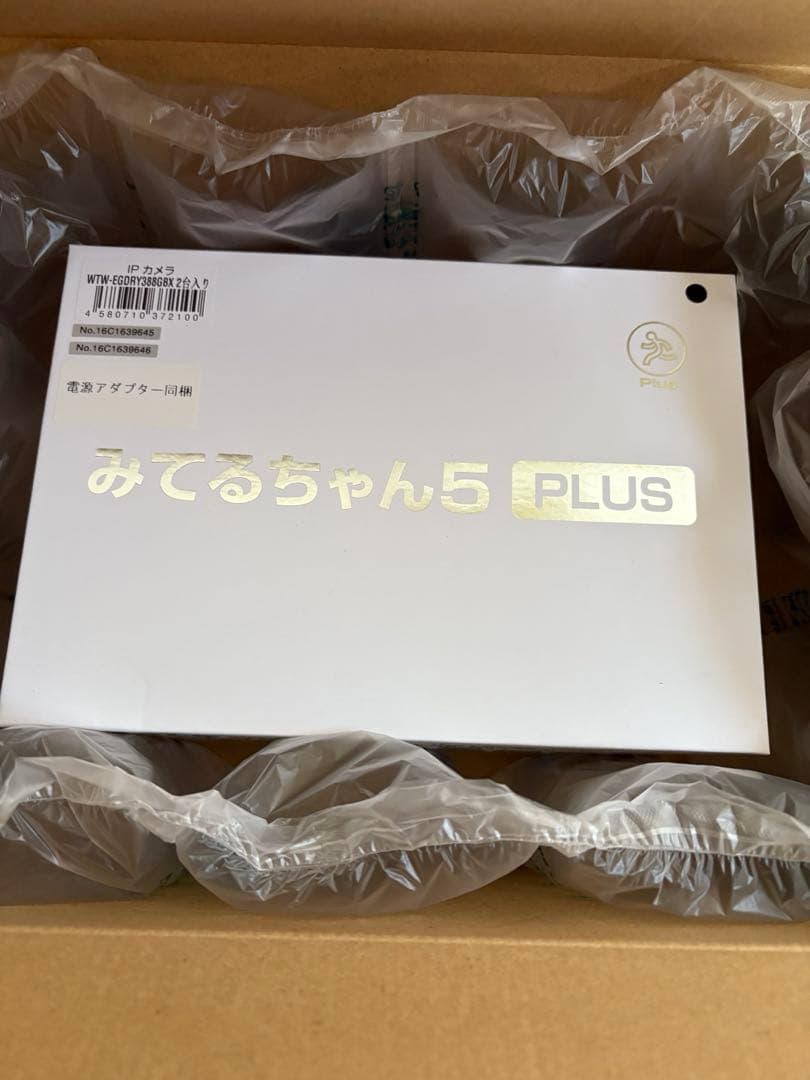 IP カメラ
WTW-EGDRY388GBX 2台入り
4 580710 372100
No.16C1639645
No.16C1639646
電源アダプター同梱
Plus
みてるちゃん5 PLUS